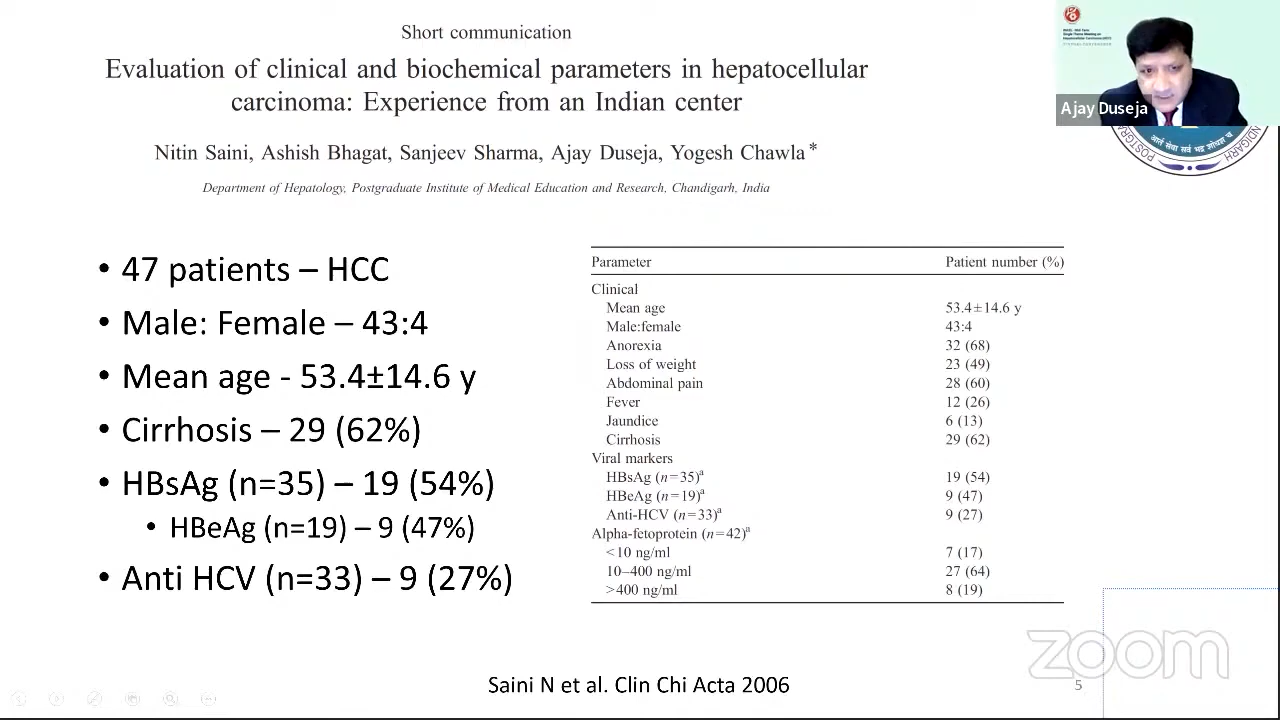 Short communication
Evaluation of clinical and biochemical parameters in hepatocellular
carcinoma: Experience from an Indian center
Nitin Saini, Ashish Bhagat, Sanjeev Sharma, Ajay Duseja, Yogesh Chawla*
Department of Hepatology, Postgraduate Institute of Medical Education and Research, Chandigarh, India
Ajay Duseja
आर्त सेवा सर्व भद्र शोधश्च च
• 47 patients – HCC
• Male: Female – 43:4
• Mean age - 53.4±14.6 y
• Cirrhosis – 29 (62%)
• HBsAg (n=35) – 19 (54%)
• HBeAg (n=19) – 9 (47%)
• Anti HCV (n=33) – 9 (27%)
Parameter Patient number (%)
Clinical
Mean age 53.4±14.6 y
Male:female 43:4
Anorexia 32 (68)
Loss of weight 23 (49)
Abdominal pain 28 (60)
Fever 12 (26)
Jaundice 6 (13)
Cirrhosis 29 (62)
Viral markers
HBsAg (n=35)ª 19 (54)
HBeAg (n=19)ª 9 (47)
Anti-HCV (n=33)ª 9 (27)
Alpha-fetoprotein (n=42)ª
<10 ng/ml 7 (17)
10–400 ng/ml 27 (64)
>400 ng/ml 8 (19)
zoom
Saini N et al. Clin Chi Acta 2006
5